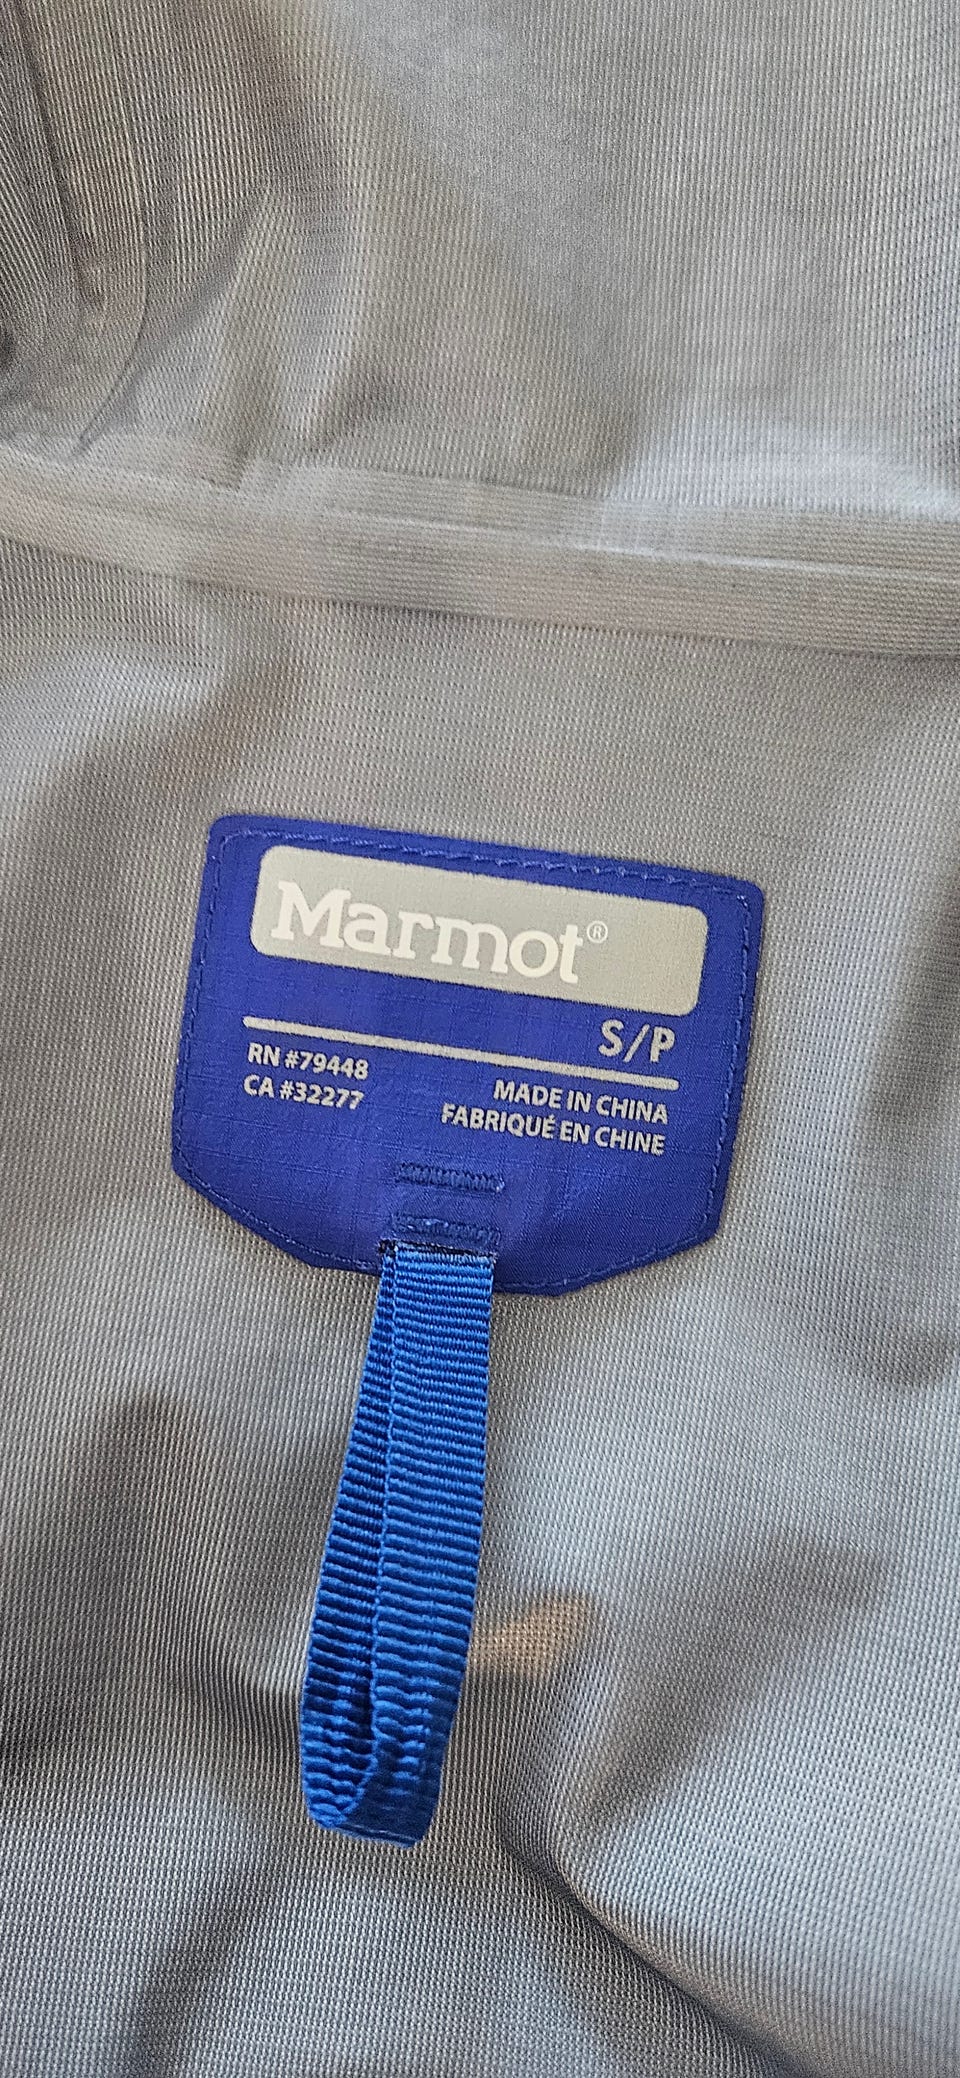 Marmot®
S/P
RN #79448
CA #32277
MADE IN CHINA
FABRIQUÉ EN CHINE